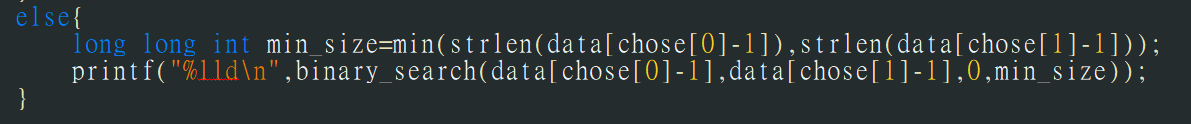 else{
    long long int min_size=min(strlen(data[chose[0]-1]),strlen(data[chose[1]-1]));
    printf("%lld\n",binary_search(data[chose[0]-1],data[chose[1]-1],0,min_size));
}